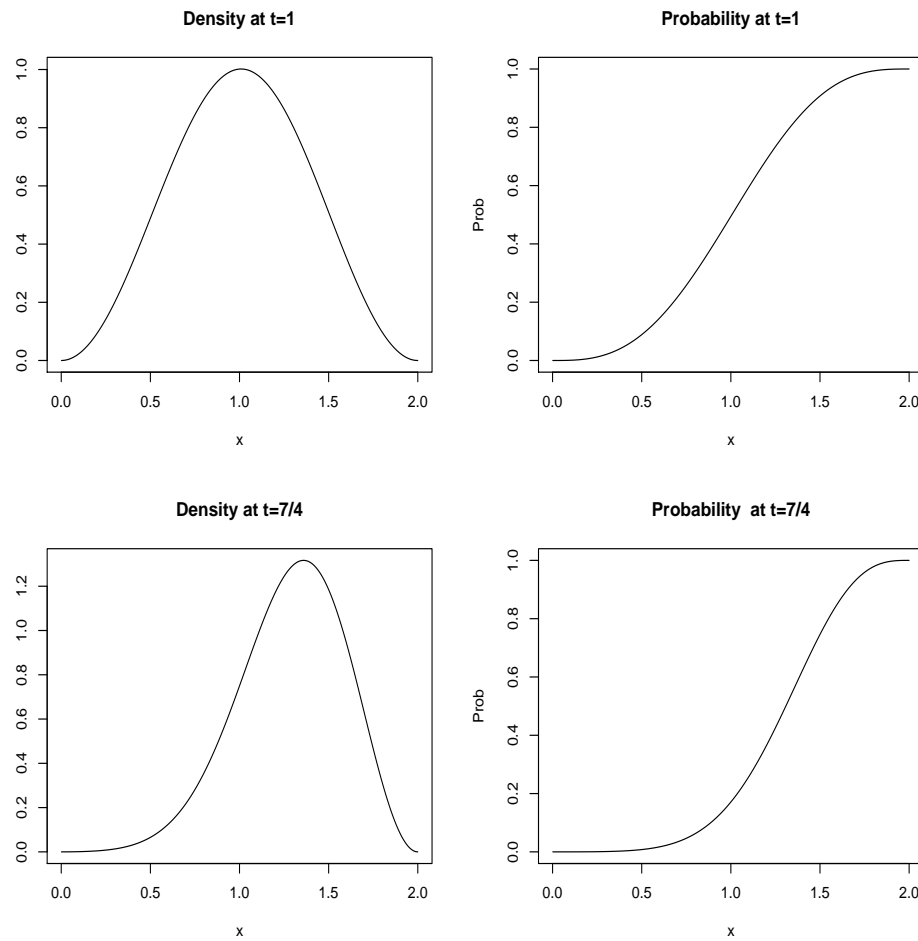 Density at t=1
0.0 0.2 0.4 0.6 0.8 1.0
0.0 0.5 1.0 1.5 2.0
x
Probability at t=1
Prob
0.0 0.2 0.4 0.6 0.8 1.0
0.0 0.5 1.0 1.5 2.0
x
Density at t=7/4
0.0 0.2 0.4 0.6 0.8 1.0 1.2
0.0 0.5 1.0 1.5 2.0
x
Probability at t=7/4
Prob
0.0 0.2 0.4 0.6 0.8 1.0
0.0 0.5 1.0 1.5 2.0
x